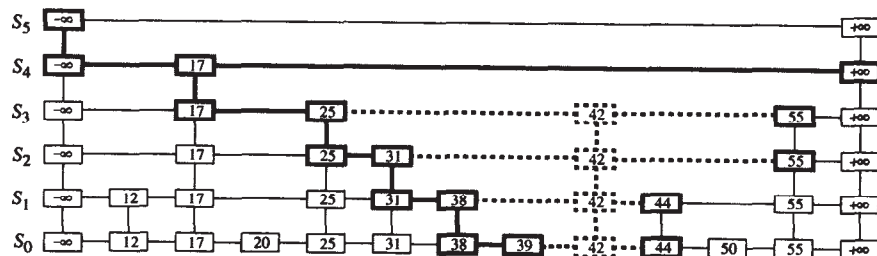 S5 -∞ +∞
S4 -∞ 17 +∞
S3 -∞ 17 25 42 55 +∞
S2 -∞ 17 25 31 42 55 +∞
S1 -∞ 12 17 25 31 38 42 44 55 +∞
S0 -∞ 12 17 20 25 31 38 39 42 44 50 55 +∞